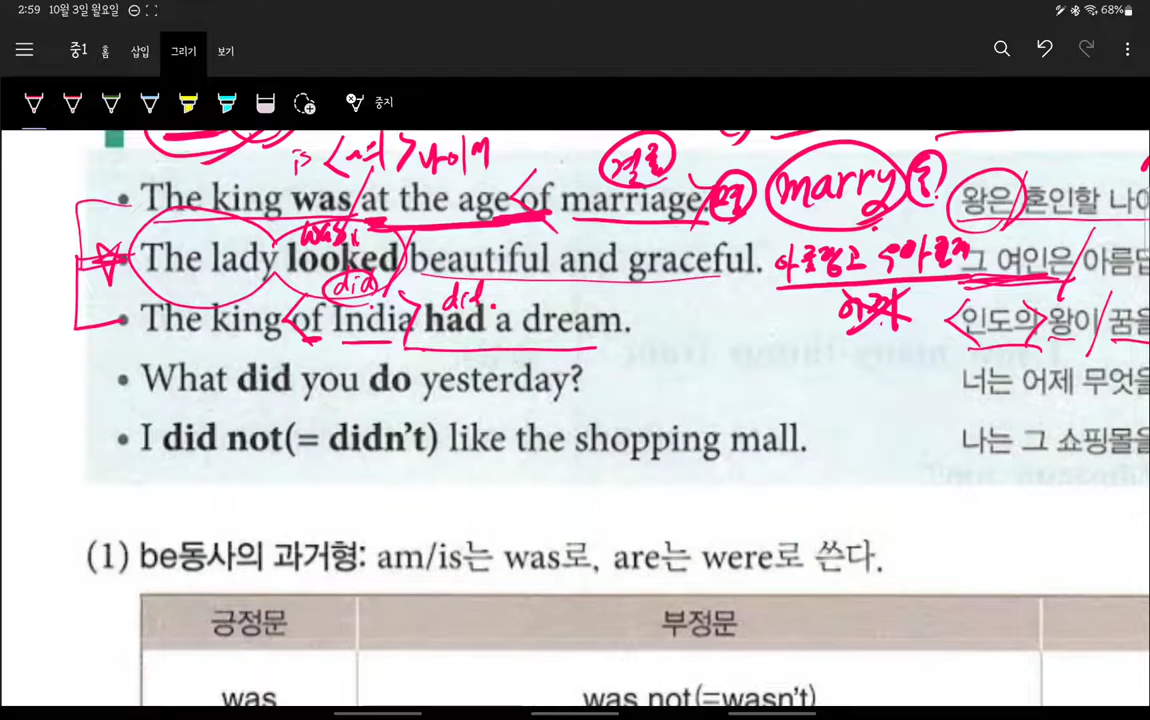 2:59 10월 3일 월요일 68%
중1 홈 삽입 그리기 보기
중지
is < >나이에 결혼
• The king was at the age of marriage. marry 왕은 혼인할 나이
was
• The lady looked beautiful and graceful. 아름답고 우아하게 그 여인은 아름답
did did.
• The king of India had a dream. 인도의 왕이 꿈을
• What did you do yesterday? 너는 어제 무엇을
• I did not(= didn't) like the shopping mall. 나는 그 쇼핑몰을
(1) be동사의 과거형: am/is는 was로, are는 were로 쓴다.
긍정문 부정문
was was not(=wasn't)